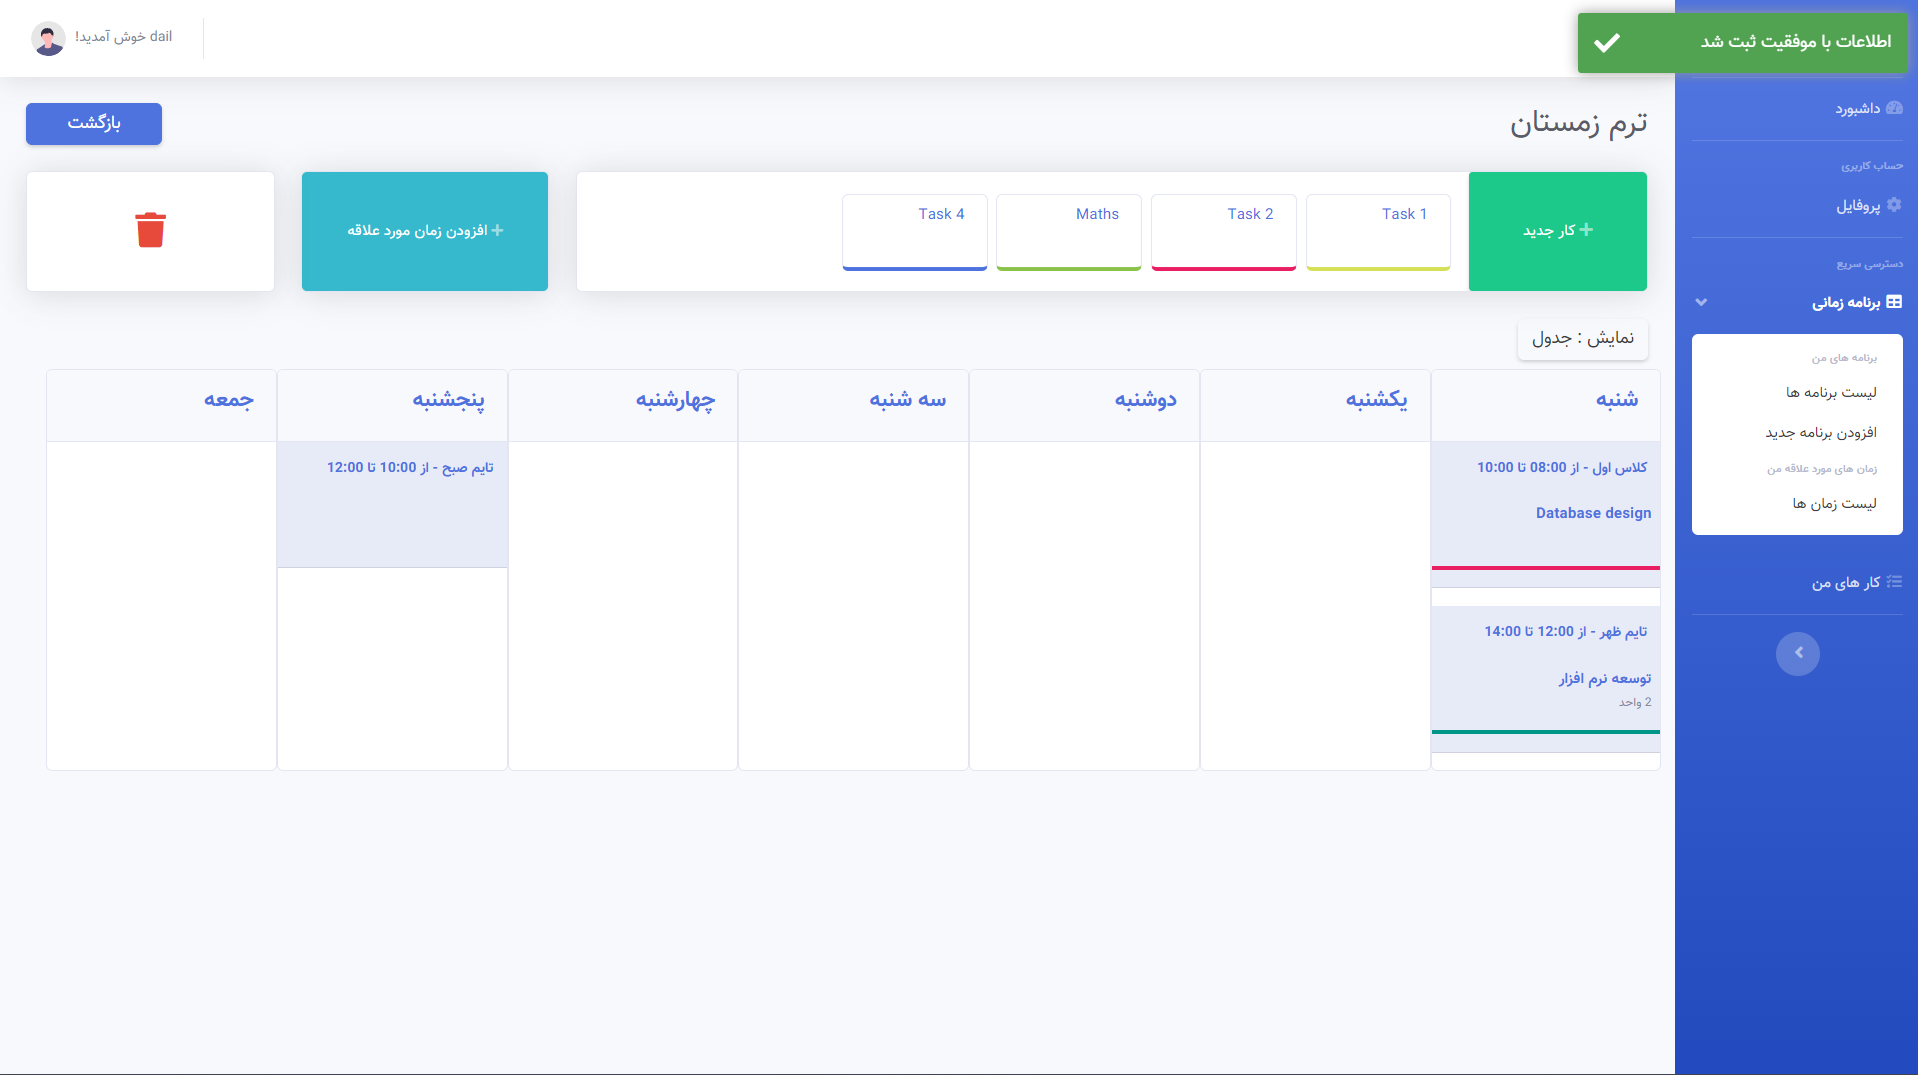 اطلاعات با موفقیت ثبت شد
dail خوش آمدید!
داشبورد
حساب کاربری
پروفایل
دسترسی سریع
برنامه زمانی
برنامه های من
لیست برنامه ها
افزودن برنامه جدید
زمان های مورد علاقه من
لیست زمان ها
کار های من
ترم زمستان
بازگشت
کار جدید
Task 1
Task 2
Maths
Task 4
افزودن زمان مورد علاقه
نمایش : جدول
شنبه
یکشنبه
دوشنبه
سه شنبه
چهارشنبه
پنجشنبه
جمعه
کلاس اول - از 08:00 تا 10:00
Database design
تایم ظهر - از 12:00 تا 14:00
توسعه نرم افزار
2 واحد
تایم صبح - از 10:00 تا 12:00